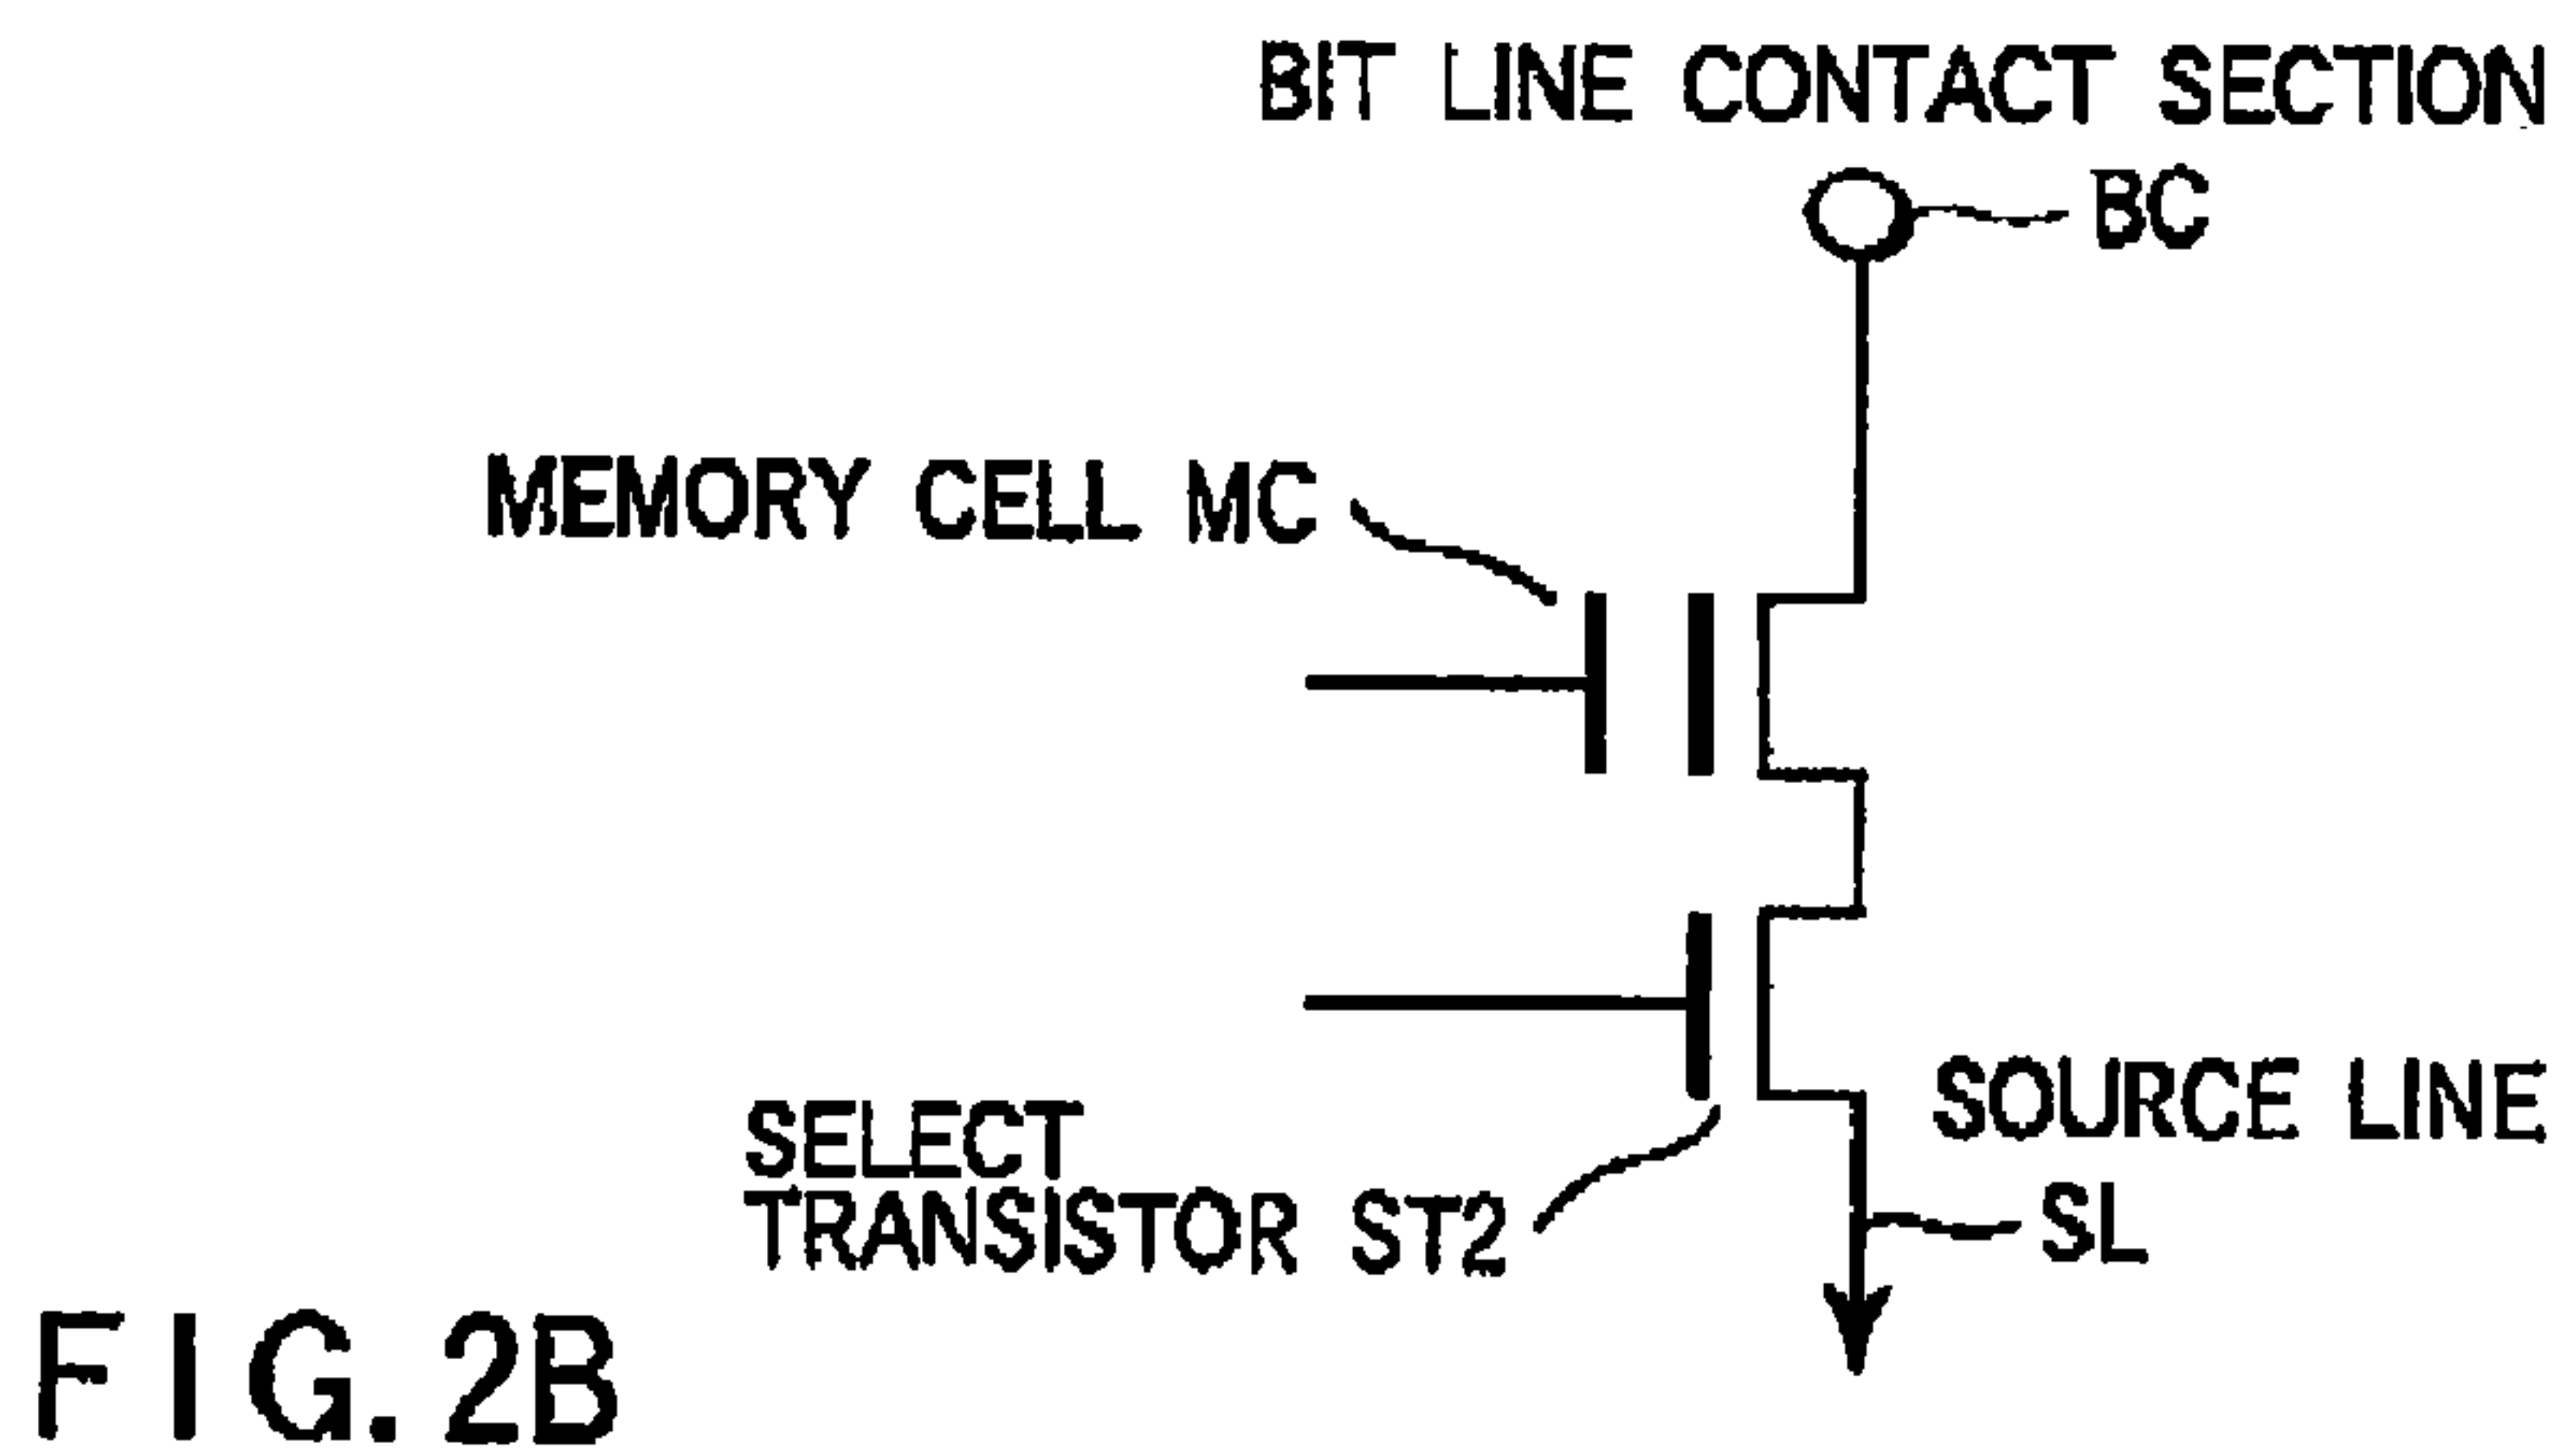 BIT LINE CONTACT SECTION
BC
MEMORY CELL MC
SELECT
TRANSISTOR ST2
SOURCE LINE
SL
FIG. 2B